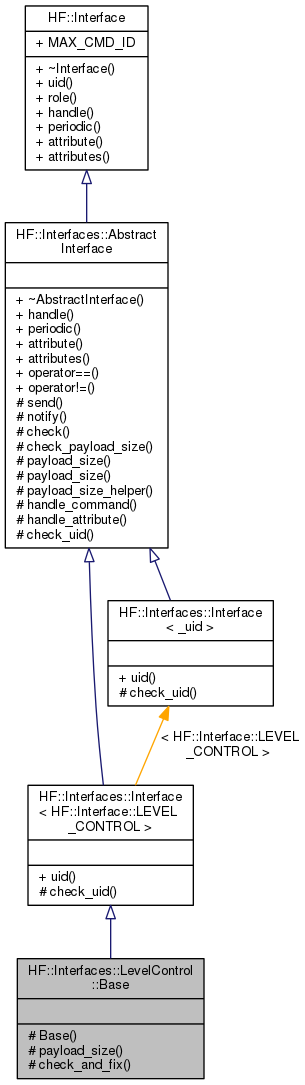 HF::Interface
+ MAX_CMD_ID
+ ~Interface()
+ uid()
+ role()
+ handle()
+ periodic()
+ attribute()
+ attributes()
HF::Interfaces::Abstract
Interface
+ ~AbstractInterface()
+ handle()
+ periodic()
+ attribute()
+ attributes()
+ operator==()
+ operator!=()
# send()
# notify()
# check()
# check_payload_size()
# payload_size()
# payload_size()
# payload_size_helper()
# handle_command()
# handle_attribute()
# check_uid()
HF::Interfaces::Interface
< _uid >
+ uid()
# check_uid()
< HF::Interface::LEVEL
_CONTROL >
HF::Interfaces::Interface
< HF::Interface::LEVEL
_CONTROL >
+ uid()
# check_uid()
HF::Interfaces::LevelControl
::Base
# Base()
# payload_size()
# check_and_fix()